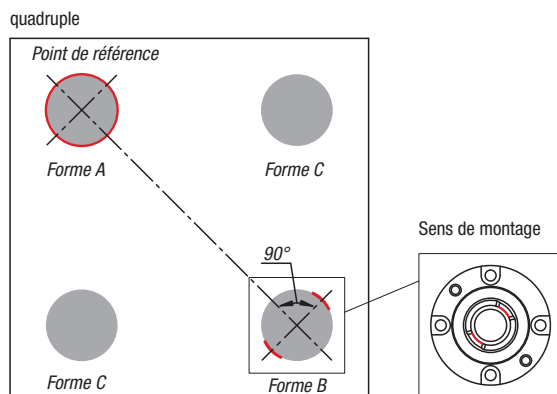 quadruple
Point de référence
Forme A
Forme C
Sens de montage
90°
Forme C
Forme B